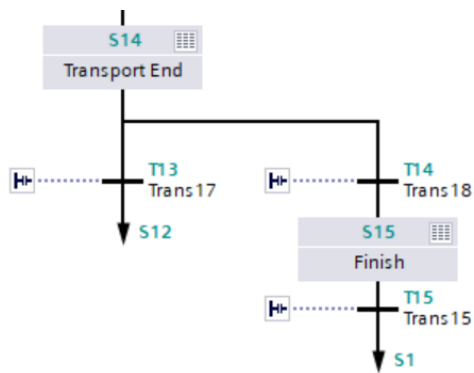 S14
Transport End
T13
Trans17
T14
Trans18
S12
S15
Finish
T15
Trans15
S1